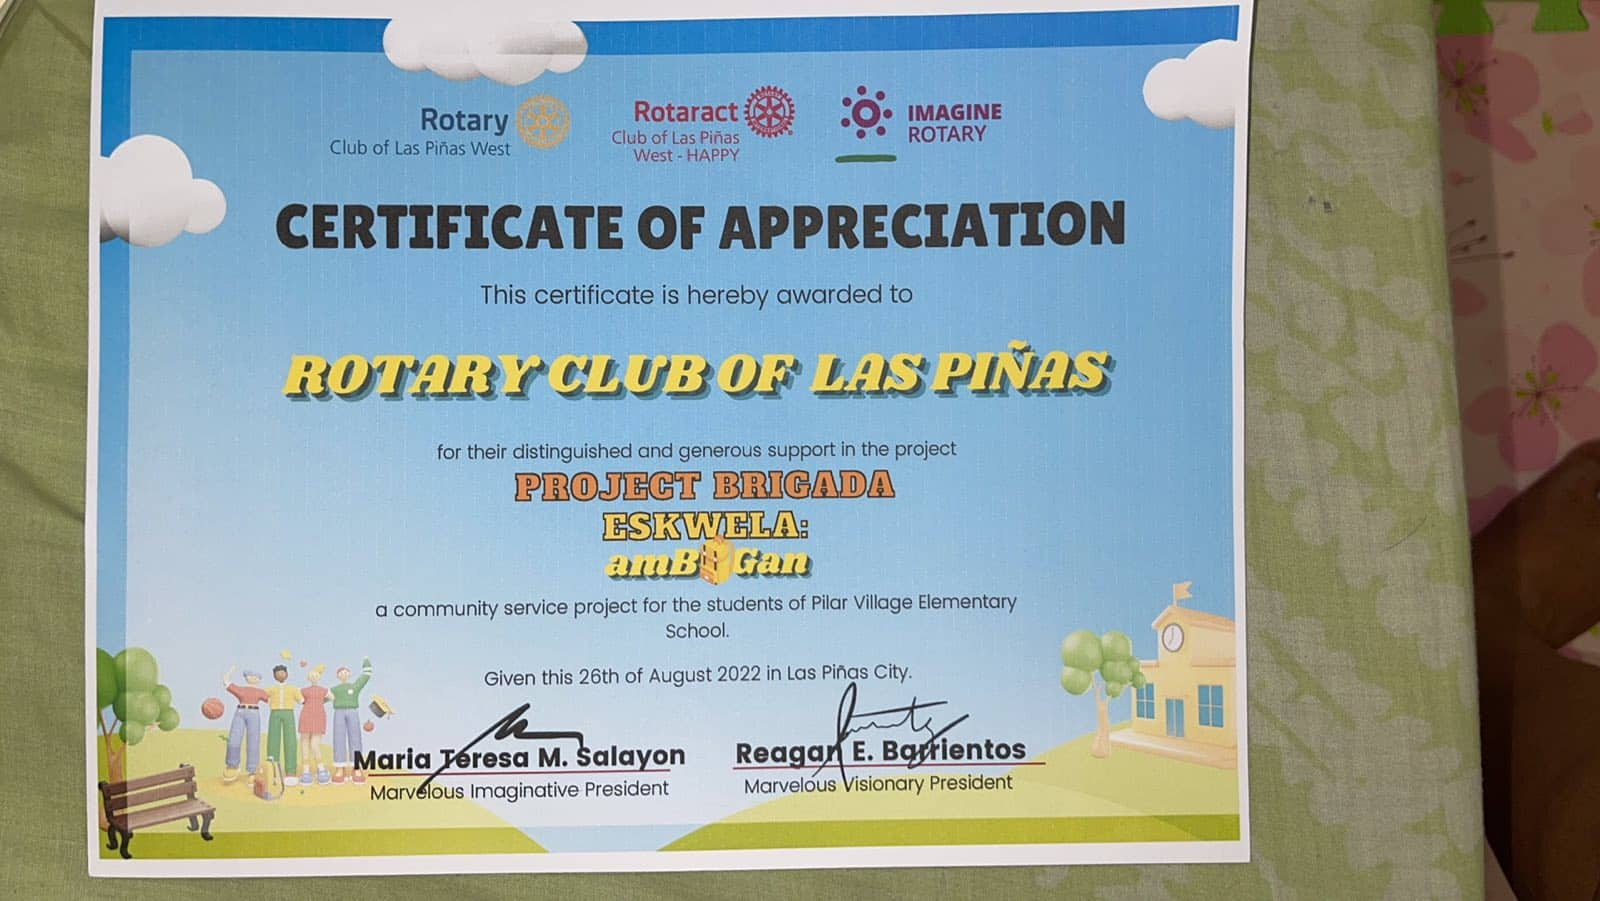 Rotary
Club of Las Piñas West
Rotaract
Club of Las Piñas
West - HAPPY
IMAGINE
ROTARY
CERTIFICATE OF APPRECIATION
This certificate is hereby awarded to
ROTARY CLUB OF LAS PIÑAS
for their distinguished and generous support in the project
PROJECT BRIGADA
ESKWELA:
amBaGan
a community service project for the students of Pilar Village Elementary
School.
Given this 26th of August 2022 in Las Piñas City.
Maria Teresa M. Salayon
Marvelous Imaginative President
Reagan E. Barrientos
Marvelous Visionary President